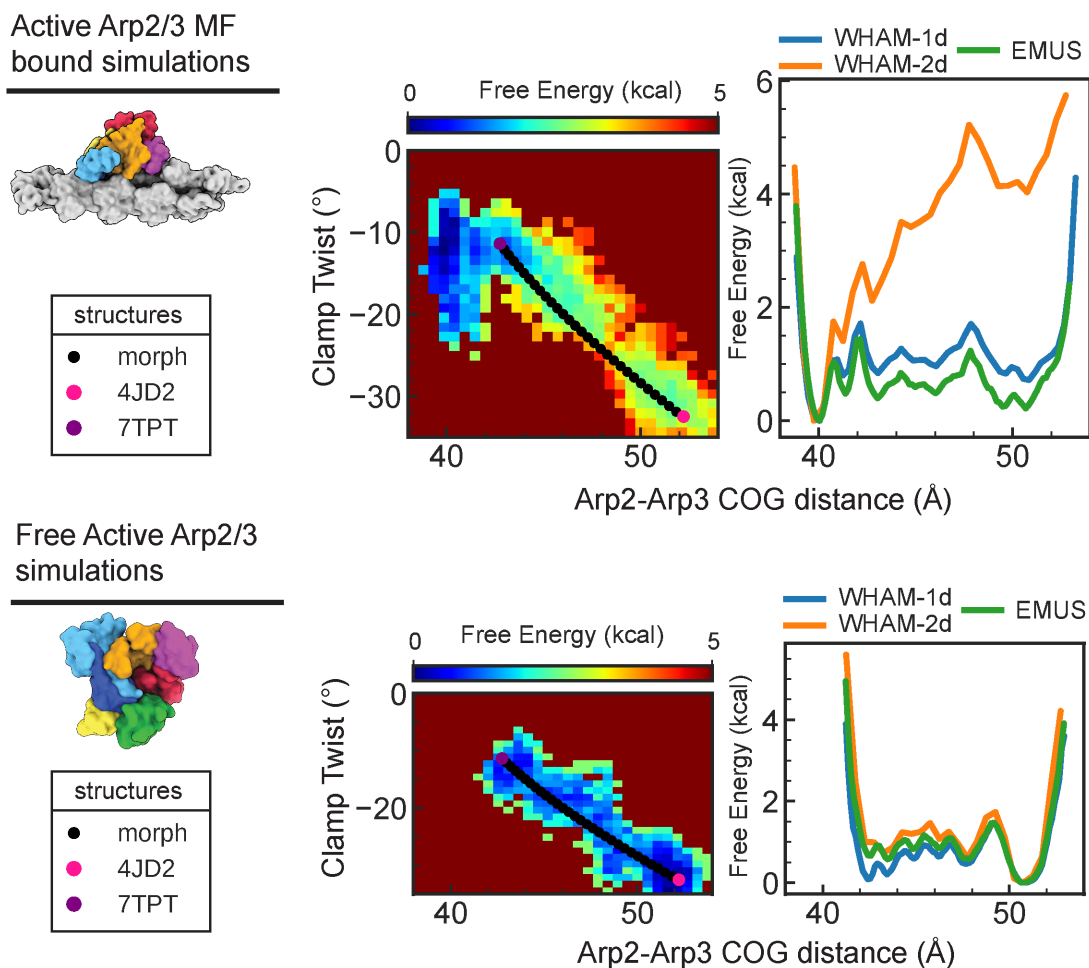 Active Arp2/3 MF
bound simulations
structures
morph
4JD2
7TPT
0
Free Energy (kcal)
5
Clamp Twist (°)
0
−10
−20
−30
40
50
WHAM-1d
EMUS
WHAM-2d
Free Energy (kcal)
6
4
2
0
40
50
Arp2-Arp3 COG distance (Å)
Free Active Arp2/3
simulations
structures
morph
4JD2
7TPT
0
Free Energy (kcal)
5
Clamp Twist (°)
0
−20
40
50
WHAM-1d
EMUS
WHAM-2d
Free Energy (kcal)
4
2
0
40
50
Arp2-Arp3 COG distance (Å)